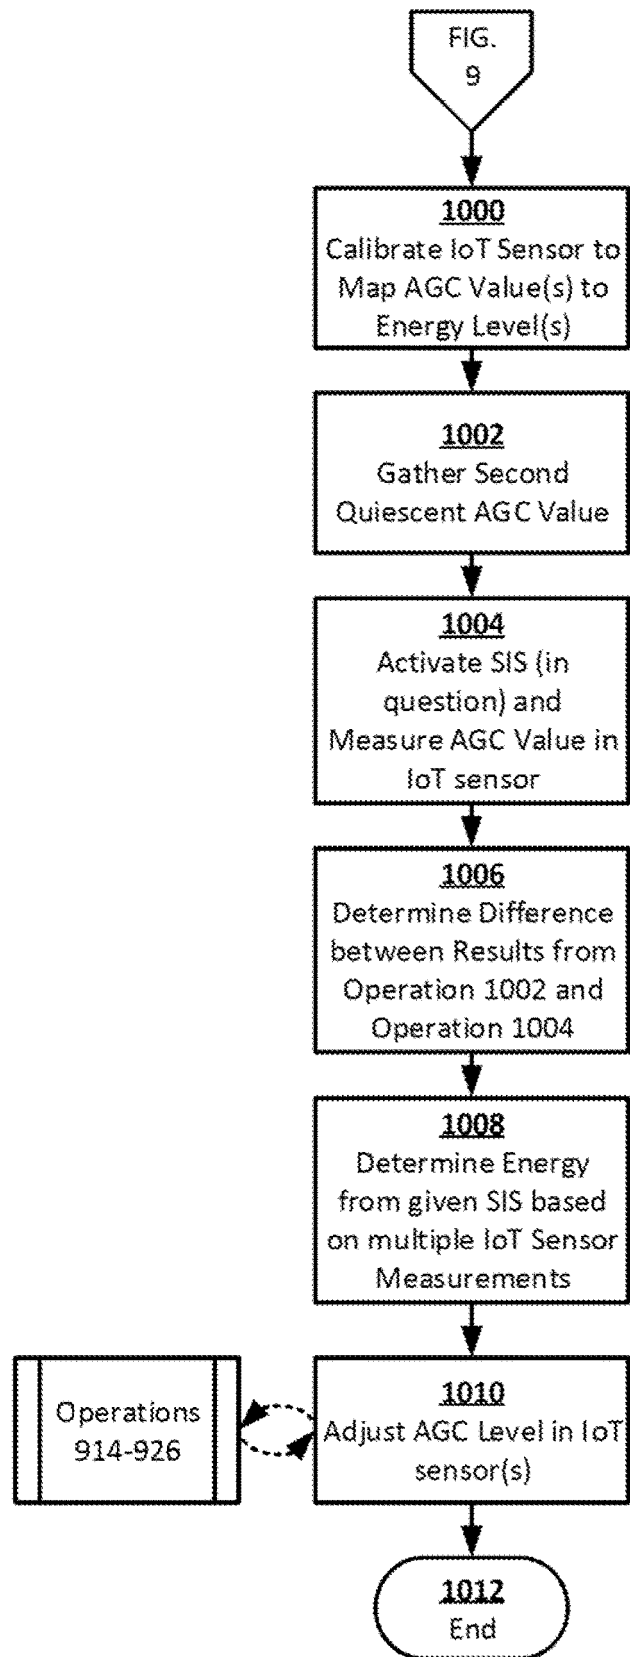 FIG.
9
1000
Calibrate IoT Sensor to
Map AGC Value(s) to
Energy Level(s)
1002
Gather Second
Quiescent AGC Value
1004
Activate SIS (in
question) and
Measure AGC Value in
IoT sensor
1006
Determine Difference
between Results from
Operation 1002 and
Operation 1004
1008
Determine Energy
from given SIS based
on multiple IoT Sensor
Measurements
Operations
914-926
1010
Adjust AGC Level in IoT
sensor(s)
1012
End